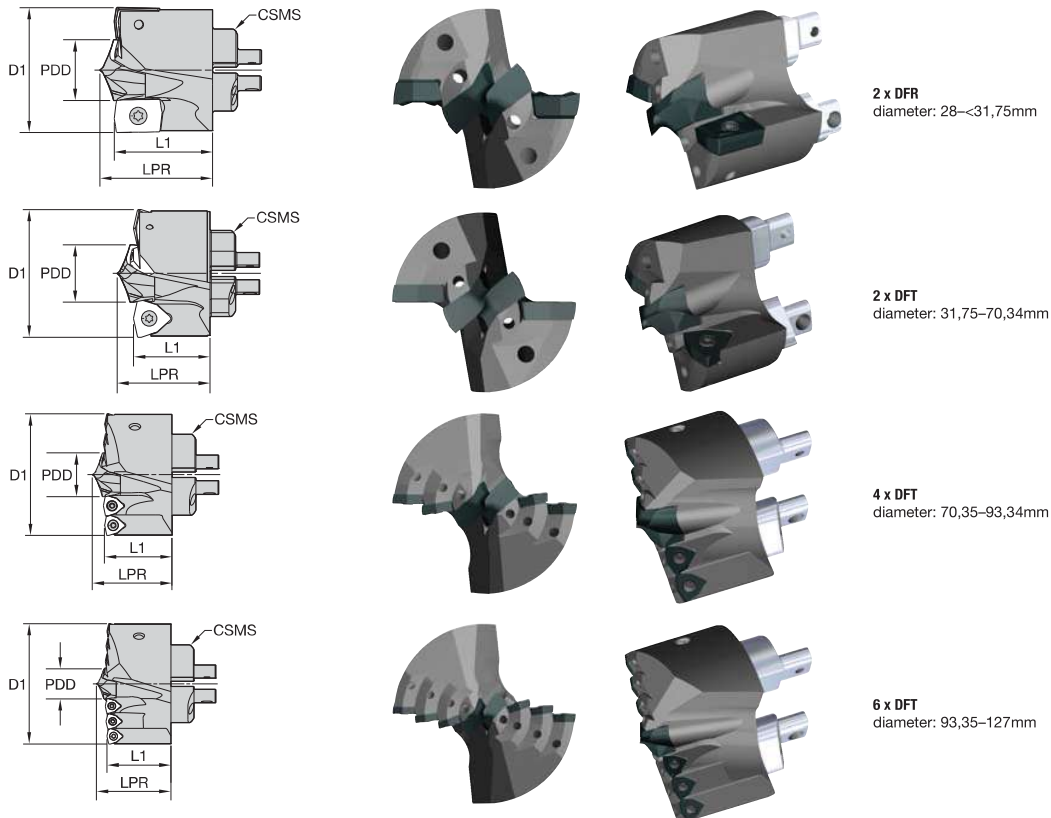 CSMS
D1
PDD
L1
LPR
2 x DFR
diameter: 28–<31,75mm
CSMS
D1
PDD
L1
LPR
2 x DFT
diameter: 31,75–70,34mm
CSMS
D1
PDD
L1
LPR
4 x DFT
diameter: 70,35–93,34mm
CSMS
D1
PDD
L1
LPR
6 x DFT
diameter: 93,35–127mm